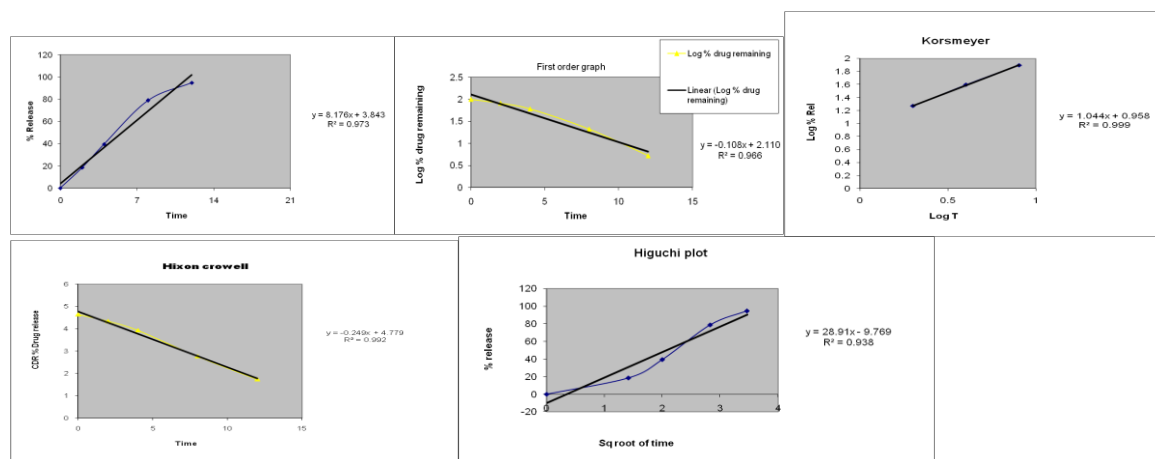 120
100
80
60
40
20
0
% Release
0 7 14 21
Time
y = 8.176x + 3.843
R² = 0.973
Log % drug remaining
Linear (Log % drug
remaining)
First order graph
2.5
2
1.5
1
0.5
0
Log % drug remaining
0 5 10 15
Time
y = -0.108x + 2.110
R² = 0.966
Korsmeyer
2
1.8
1.6
1.4
1.2
1
0.8
0.6
0.4
0.2
0
Log % Rel
0 0.5 1
Log T
y = 1.044x + 0.958
R² = 0.999
Hixon crowell
6
5
4
3
2
1
0
CDR % Drug release
0 5 10 15
Time
y = -0.249x + 4.779
R² = 0.992
Higuchi plot
120
100
80
60
40
20
0
-20
% release
0 1 2 3 4
Sq root of time
y = 28.91x - 9.769
R² = 0.938